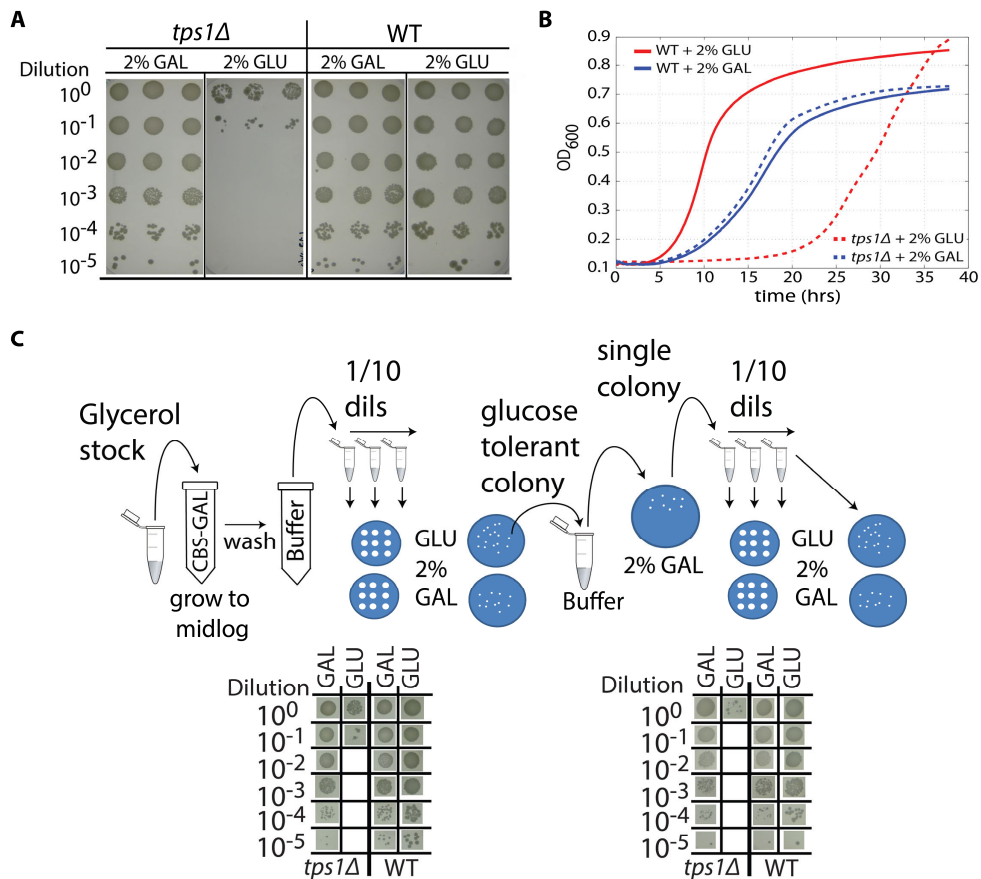 A
tps1Δ WT
Dilution 2% GAL 2% GLU 2% GAL 2% GLU
10⁰
10⁻¹
10⁻²
10⁻³
10⁻⁴
10⁻⁵
B
OD600
0.9
0.8
0.7
0.6
0.5
0.4
0.3
0.2
0.1
WT + 2% GLU
WT + 2% GAL
tps1Δ + 2% GLU
tps1Δ + 2% GAL
0 5 10 15 20 25 30 35 40
time (hrs)
C
Glycerol
stock
CBS-GAL
wash
Buffer
grow to
midlog
1/10
dils
GLU
2%
GAL
glucose
tolerant
colony
Buffer
single
colony
2% GAL
1/10
dils
GLU
2%
GAL
Dilution GAL GLU GAL GLU
10⁰
10⁻¹
10⁻²
10⁻³
10⁻⁴
10⁻⁵
tps1Δ WT
Dilution GAL GLU GAL GLU
10⁰
10⁻¹
10⁻²
10⁻³
10⁻⁴
10⁻⁵
tps1Δ WT